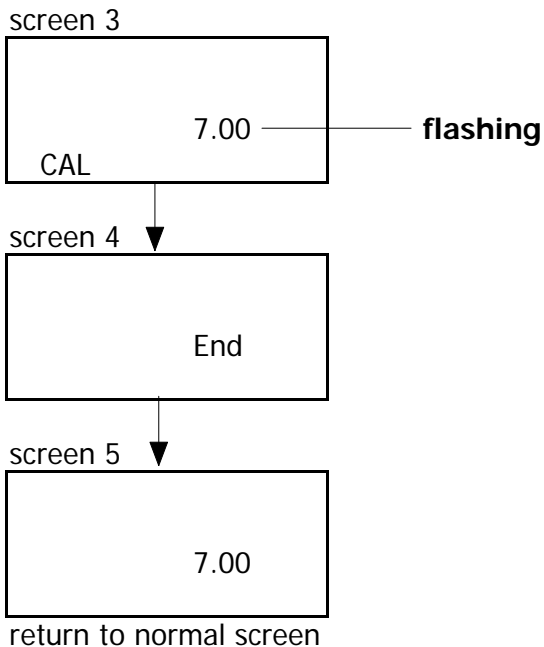 screen 3
7.00 flashing
CAL
screen 4
End
screen 5
7.00
return to normal screen